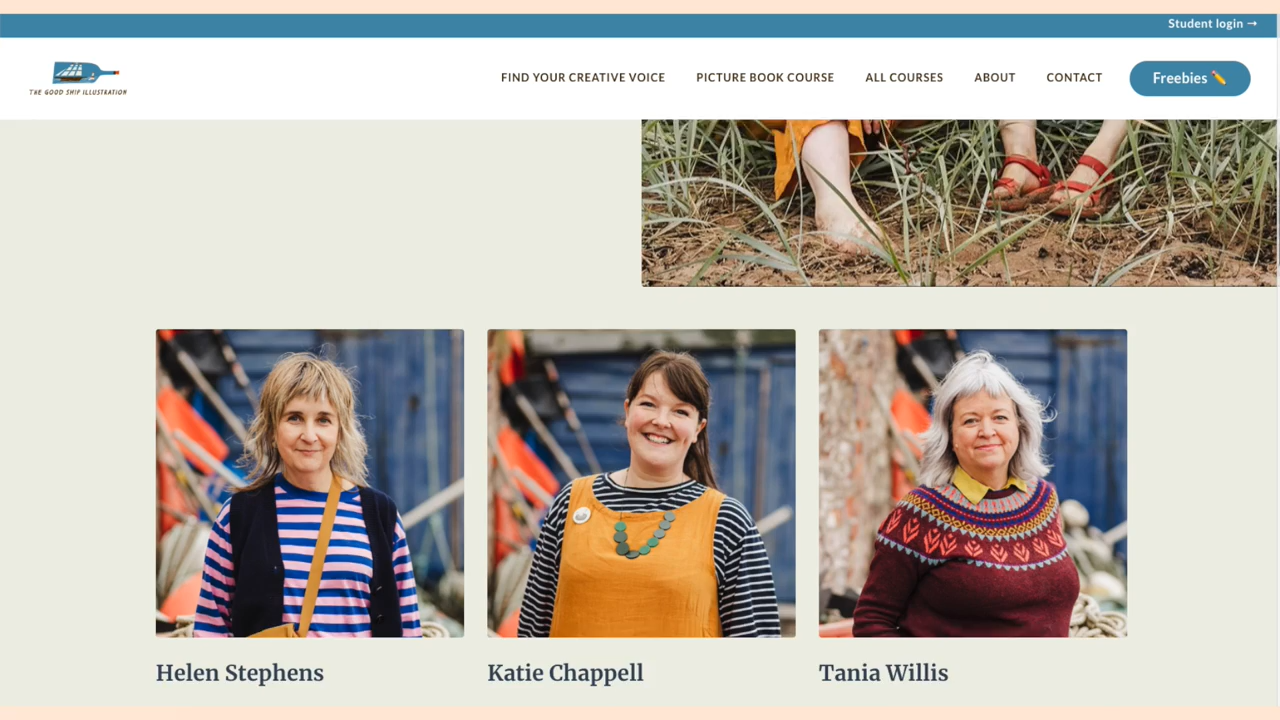 Student login →
THE GOOD SHIP ILLUSTRATION
FIND YOUR CREATIVE VOICE PICTURE BOOK COURSE ALL COURSES ABOUT CONTACT Freebies ✏️
Helen Stephens Katie Chappell Tania Willis